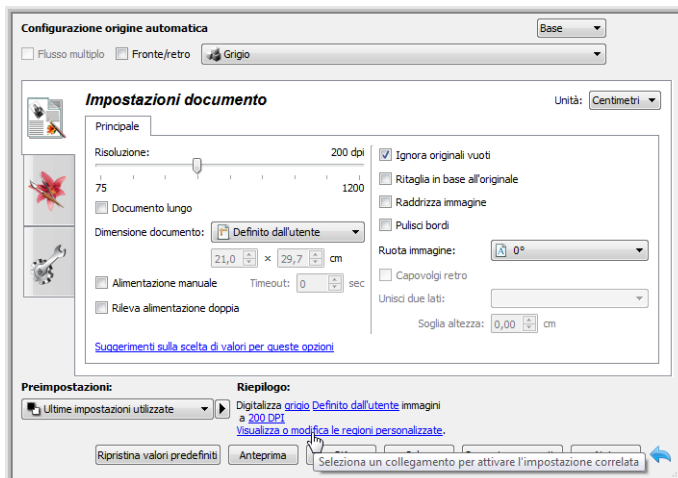 Configurazione origine automatica
Base
Flusso multiplo Fronte/retro Grigio
Impostazioni documento
Unità: Centimetri
Principale
Risoluzione: 200 dpi
75 1200
Documento lungo
Dimensione documento: Definito dall'utente
21,0 × 29,7 cm
Alimentazione manuale Timeout: 0 sec
Rileva alimentazione doppia
Suggerimenti sulla scelta di valori per queste opzioni
Ignora originali vuoti
Ritaglia in base all'originale
Raddrizza immagine
Pulisci bordi
Ruota immagine: 0°
Capovolgi retro
Unisci due lati:
Soglia altezza: 0,00 cm
Preimpostazioni:
Ultime impostazioni utilizzate
Riepilogo:
Digitalizza grigio Definito dall'utente immagini
a 200 DPI
Visualizza o modifica le regioni personalizzate.
Ripristina valori predefiniti Anteprima
Seleziona un collegamento per attivare l'impostazione correlata